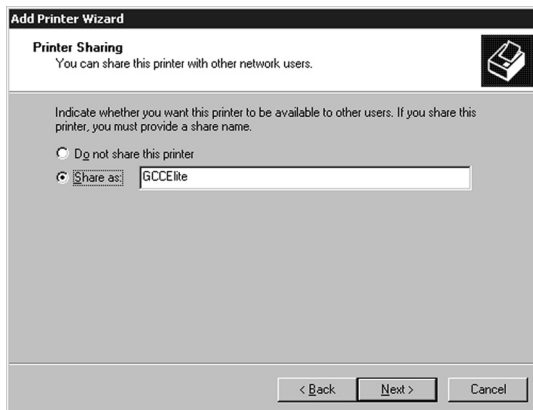 Add Printer Wizard
Printer Sharing
You can share this printer with other network users.
Indicate whether you want this printer to be available to other users. If you share this
printer, you must provide a share name.
Do not share this printer
Share as: GCCElite
< Back Next > Cancel